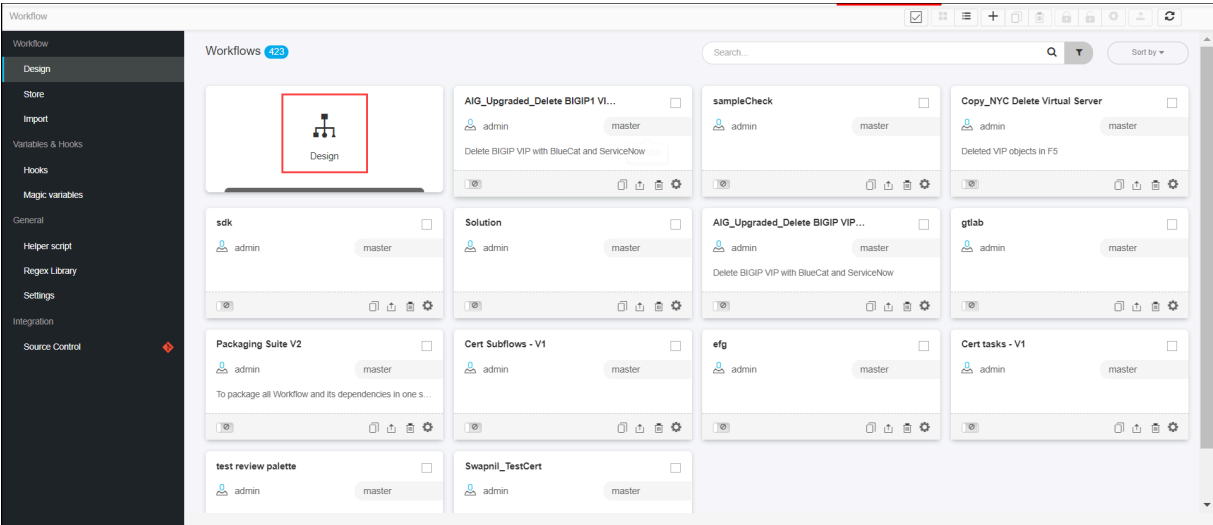 Workflow
Workflow
Design
Store
Import
Variables & Hooks
Hooks
Magic variables
General
Helper script
Regex Library
Settings
Integration
Source Control
Workflows 423
Search...
Sort by
Design
AIG_Upgraded_Delete BIGIP1 VI...
admin master
Delete BIGIP VIP with BlueCat and ServiceNow
sampleCheck
admin master
Copy_NYC Delete Virtual Server
admin master
Deleted VIP objects in F5
sdk
admin master
Solution
admin master
AIG_Upgraded_Delete BIGIP VIP...
admin master
Delete BIGIP VIP with BlueCat and ServiceNow
gtlab
admin master
Packaging Suite V2
admin master
To package all Workflow and its dependencies in one s...
Cert Subflows - V1
admin master
efg
admin master
Cert tasks - V1
admin master
test review palette
admin master
Swapnil_TestCert
admin master